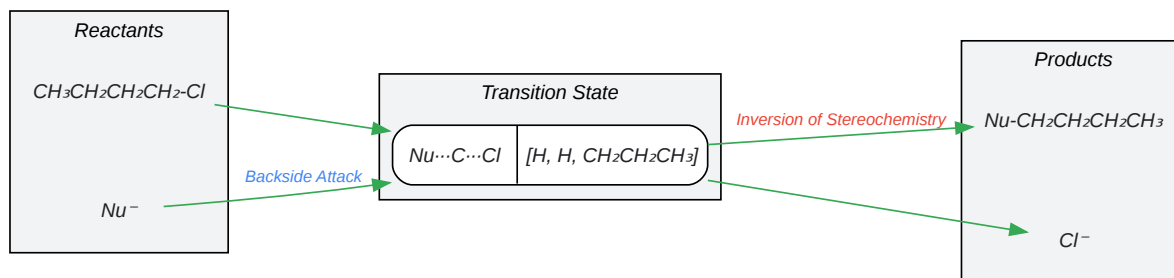 Reactants
CH₃CH₂CH₂CH₂-Cl
Nu⁻
Backside Attack
Transition State
Nu···C···Cl
[H, H, CH₂CH₂CH₃]
Inversion of Stereochemistry
Products
Nu-CH₂CH₂CH₂CH₃
Cl⁻